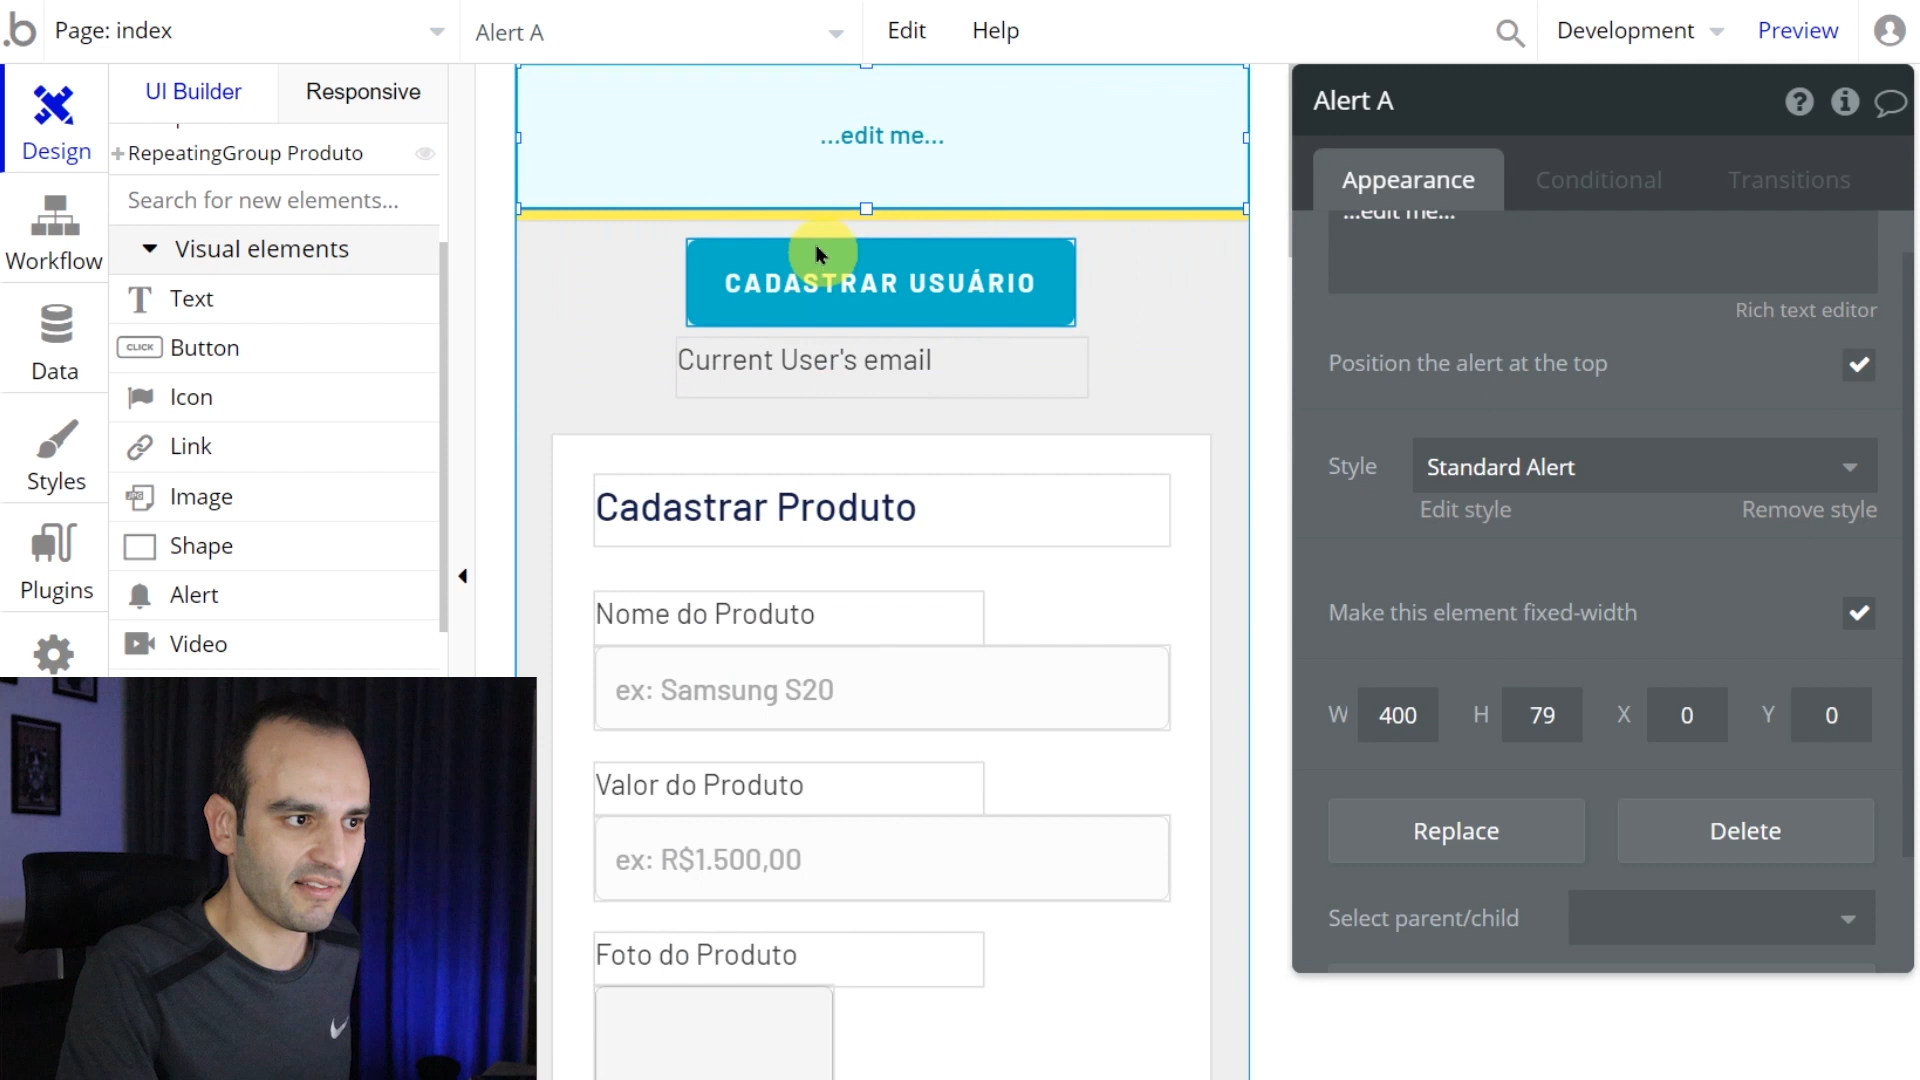 .b
Page: index
Alert A
Edit
Help
Development
Preview
UI Builder
Responsive
Alert A
Design
Workflow
Data
Styles
Plugins
+ RepeatingGroup Produto
Search for new elements...
Visual elements
Text
CLICK Button
Icon
Link
Image
Shape
Alert
Video
...edit me...
CADASTRAR USUÁRIO
Current User's email
Cadastrar Produto
Nome do Produto
ex: Samsung S20
Valor do Produto
ex: R$1.500,00
Foto do Produto
Appearance
Conditional
Transitions
...edit me...
Rich text editor
Position the alert at the top
Style
Standard Alert
Edit style
Remove style
Make this element fixed-width
W 400 H 79 X 0 Y 0
Replace
Delete
Select parent/child